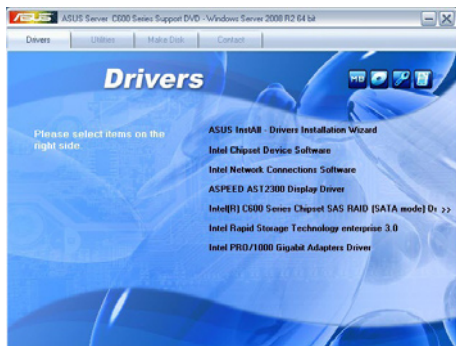 ASUS ASUS Server C600 Series Support DVD - Windows Server 2008 R2 64 bit
Drivers Utilities Make Disk Contact
Drivers
MB
Please select items on the
right side.
ASUS InstAll - Drivers Installation Wizard
Intel Chipset Device Software
Intel Network Connections Software
ASPEED AST2300 Display Driver
Intel(R) C600 Series Chipset SAS RAID (SATA mode) D >>
Intel Rapid Storage Technology enterprise 3.0
Intel PRO/1000 Gigabit Adapters Driver